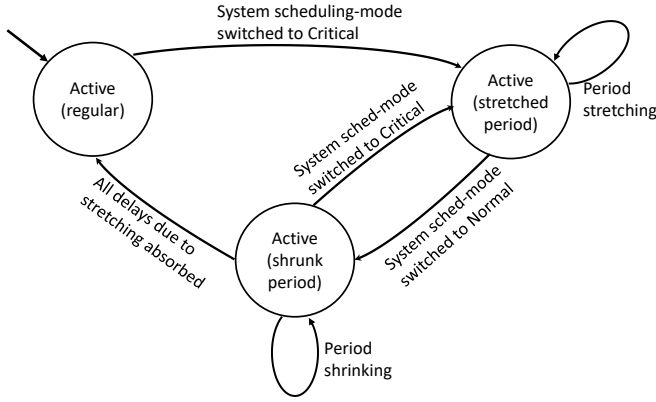 System scheduling-mode
switched to Critical
Active
(regular)
Active
(stretched
period)
Period
stretching
System sched-mode
switched to Critical
System sched-mode
switched to Normal
All delays due to
stretching absorbed
Active
(shrunk
period)
Period
shrinking